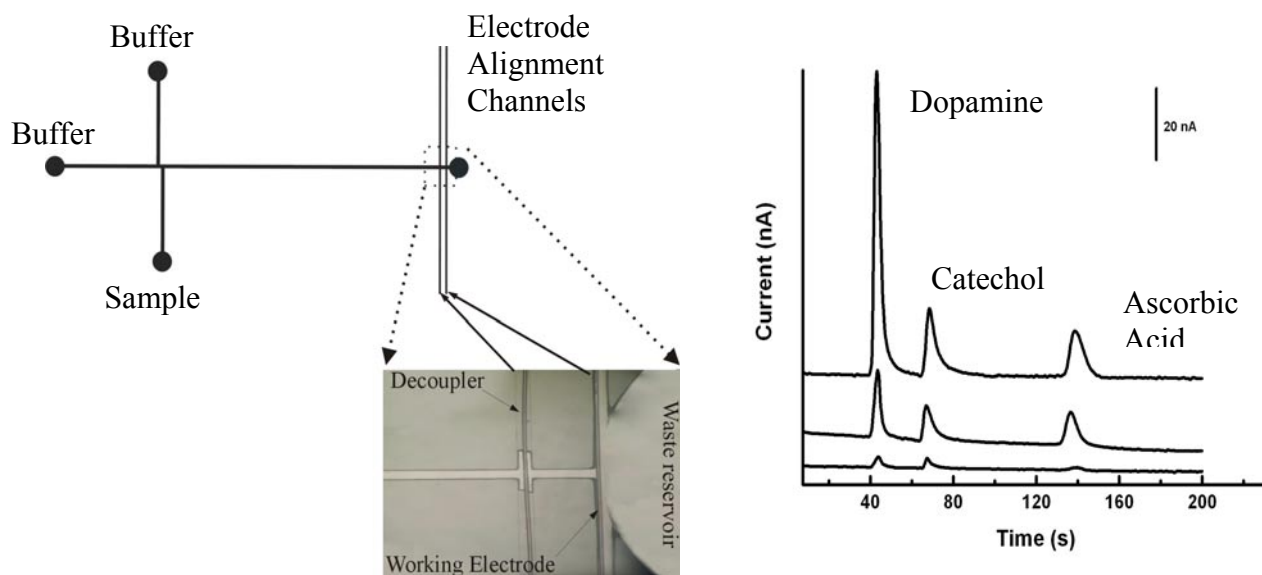 Buffer
Buffer
Sample
Electrode
Alignment
Channels
Decoupler
Working Electrode
Waste reservoir
Dopamine
Catechol
Ascorbic
Acid
20 nA
Current (nA)
40 80 120 160 200
Time (s)